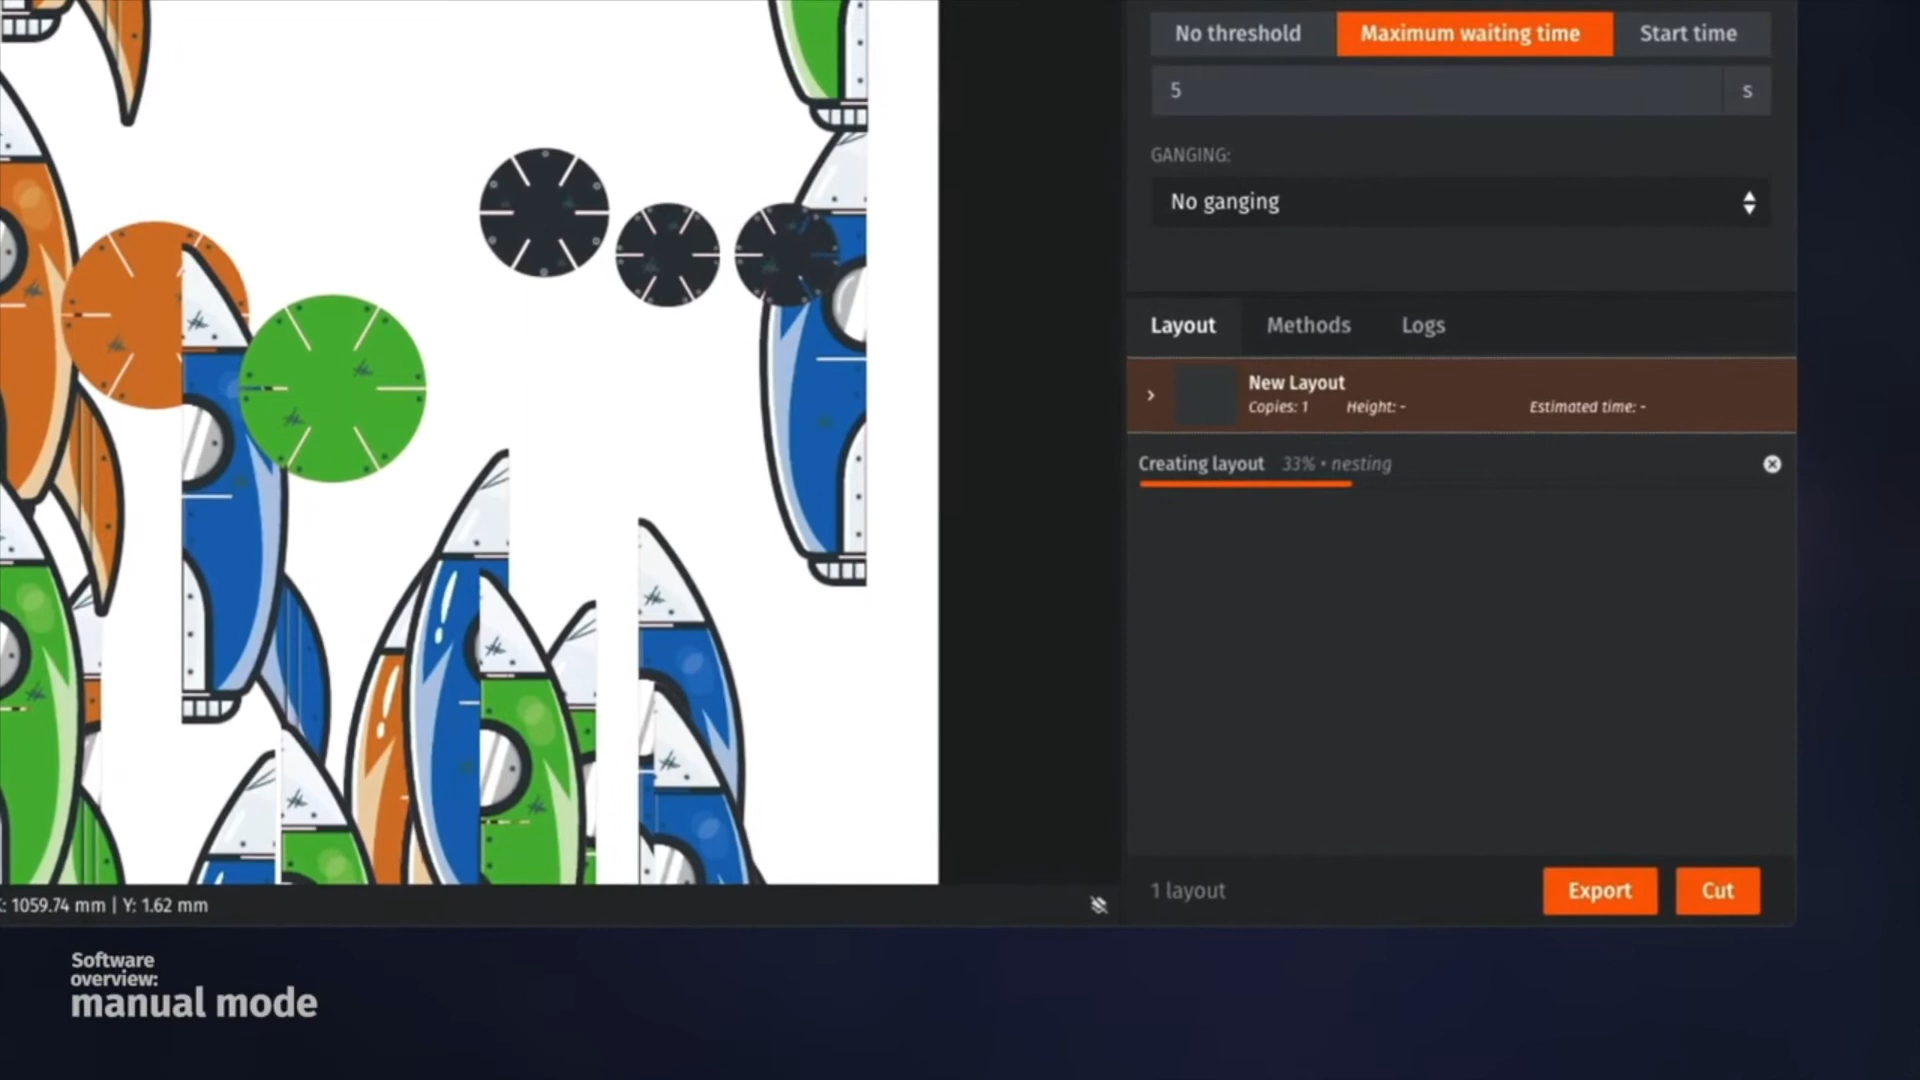 No threshold
Maximum waiting time
Start time
5
s
GANGING:
No ganging
Layout
Methods
Logs
New Layout
Copies: 1
Height: -
Estimated time: -
Creating layout 33% • nesting
1059.74 mm | Y: 1.62 mm
1 layout
Export
Cut
Software
overview:
manual mode